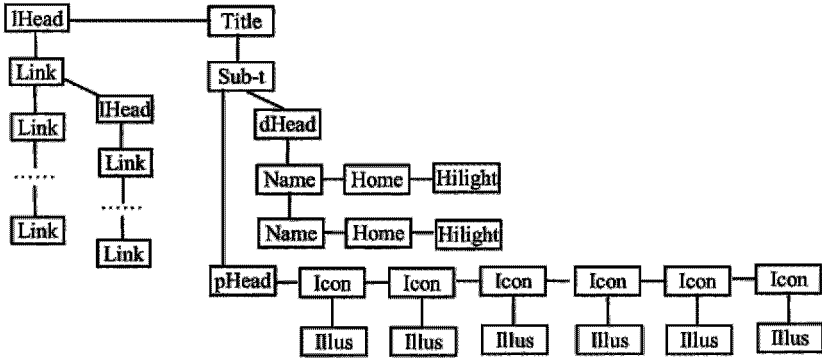 lHead Title
Link Sub-t
lHead
Link dHead
Link
Name Home Hilight
......
......
Link Name Home Hilight
Link
pHead Icon Icon Icon Icon Icon Icon
Illus Illus Illus Illus Illus Illus